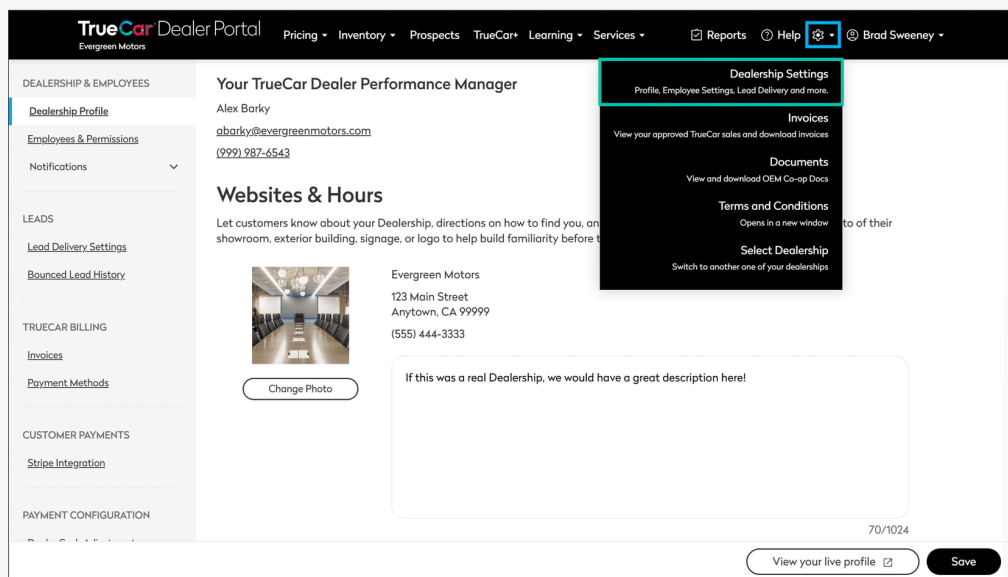 TrueCar Dealer Portal
Evergreen Motors
Pricing
Inventory
Prospects
TrueCar+
Learning
Services
Reports
Help
Brad Sweeney
Dealership Settings
Profile, Employee Settings, Lead Delivery and more.
Invoices
View your approved TrueCar sales and download invoices
Documents
View and download OEM Co-op Docs
Terms and Conditions
Opens in a new window
Select Dealership
Switch to another one of your dealerships
DEALERSHIP & EMPLOYEES
Dealership Profile
Employees & Permissions
Notifications
LEADS
Lead Delivery Settings
Bounced Lead History
TRUECAR BILLING
Invoices
Payment Methods
CUSTOMER PAYMENTS
Stripe Integration
PAYMENT CONFIGURATION
Your TrueCar Dealer Performance Manager
Alex Barky
abarky@evergreenmotors.com
(999) 987-6543
Websites & Hours
Let customers know about your Dealership, directions on how to find you, an to of their
showroom, exterior building, signage, or logo to help build familiarity before t
Change Photo
Evergreen Motors
123 Main Street
Anytown, CA 99999
(555) 444-3333
If this was a real Dealership, we would have a great description here!
70/1024
View your live profile
Save